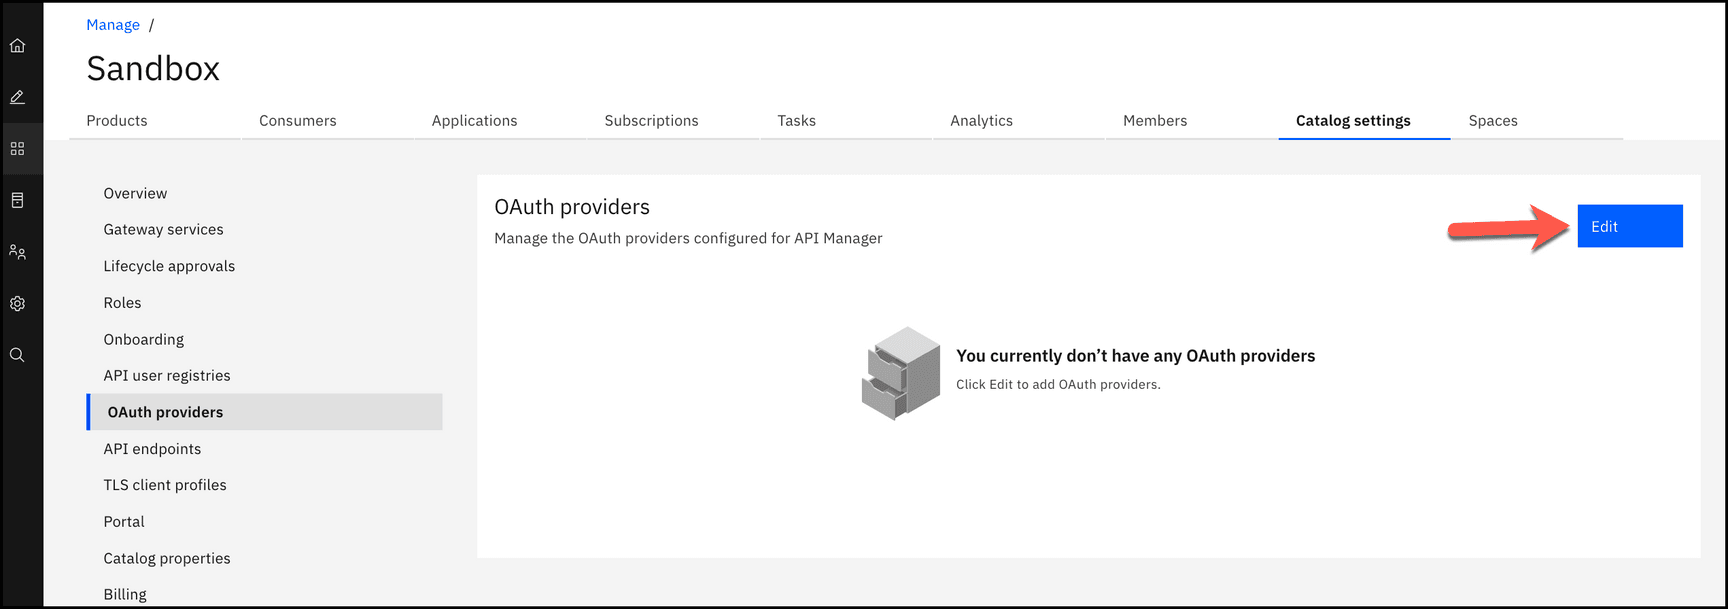 Manage /
Sandbox
Products Consumers Applications Subscriptions Tasks Analytics Members Catalog settings Spaces
Overview
Gateway services
Lifecycle approvals
Roles
Onboarding
API user registries
OAuth providers
API endpoints
TLS client profiles
Portal
Catalog properties
Billing
OAuth providers
Manage the OAuth providers configured for API Manager
Edit
You currently don’t have any OAuth providers
Click Edit to add OAuth providers.